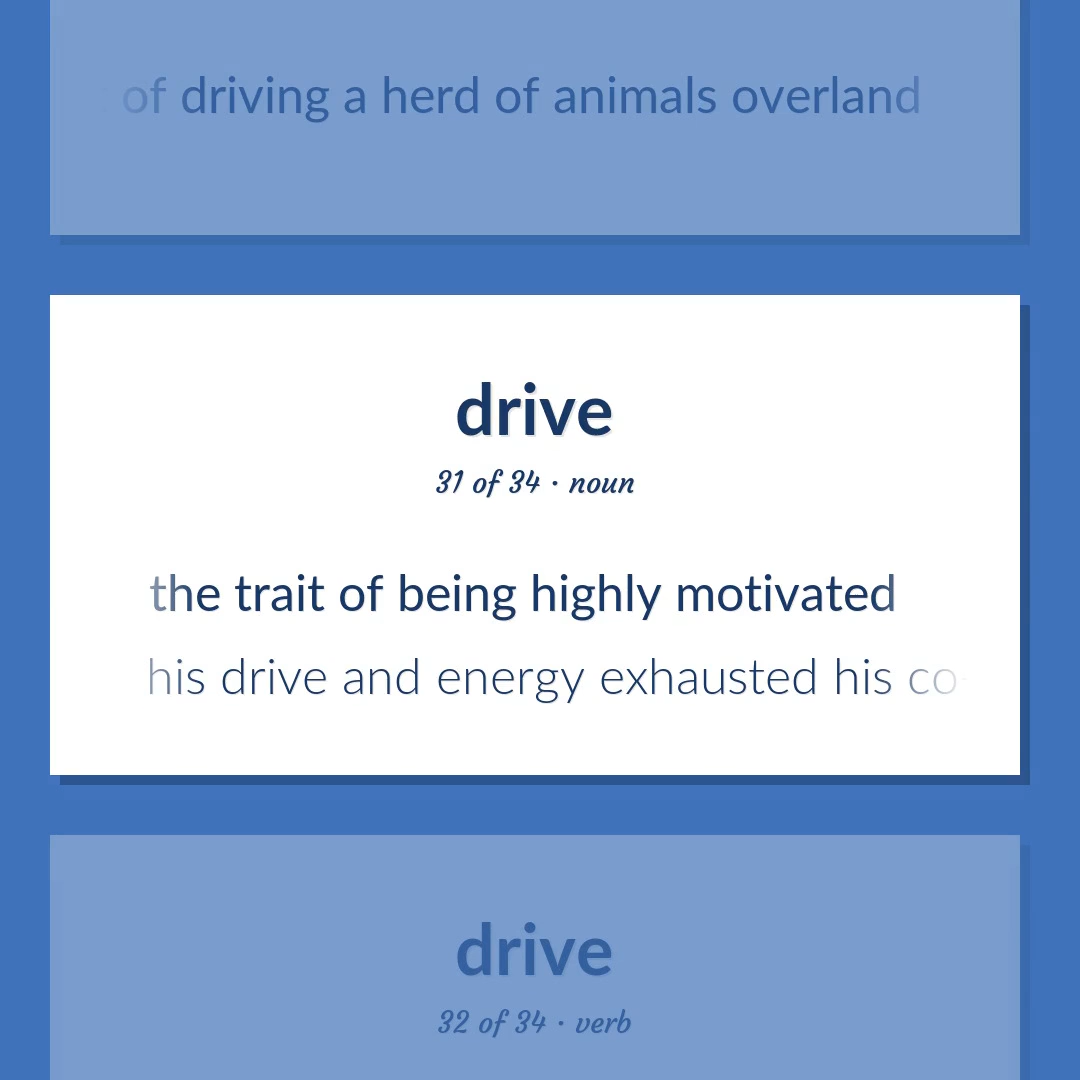 of driving a herd of animals overland
drive
31 of 34 · noun
the trait of being highly motivated
his drive and energy exhausted his
drive
32 of 34 · verb